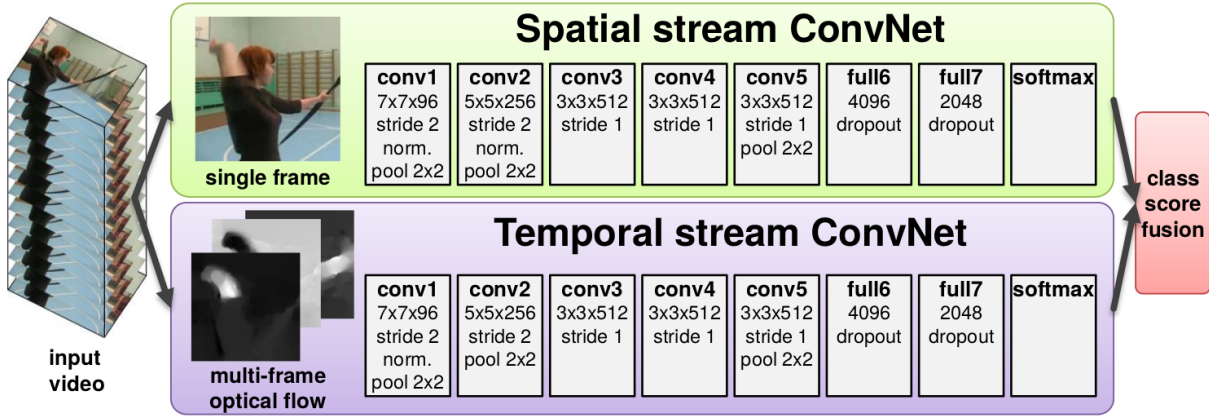 Spatial stream ConvNet
single frame
conv1
7x7x96
stride 2
norm.
pool 2x2
conv2
5x5x256
stride 2
norm.
pool 2x2
conv3
3x3x512
stride 1
conv4
3x3x512
stride 1
conv5
3x3x512
stride 1
pool 2x2
full6
4096
dropout
full7
2048
dropout
softmax
Temporal stream ConvNet
multi-frame
optical flow
conv1
7x7x96
stride 2
norm.
pool 2x2
conv2
5x5x256
stride 2
pool 2x2
conv3
3x3x512
stride 1
conv4
3x3x512
stride 1
conv5
3x3x512
stride 1
pool 2x2
full6
4096
dropout
full7
2048
dropout
softmax
input
video
class
score
fusion